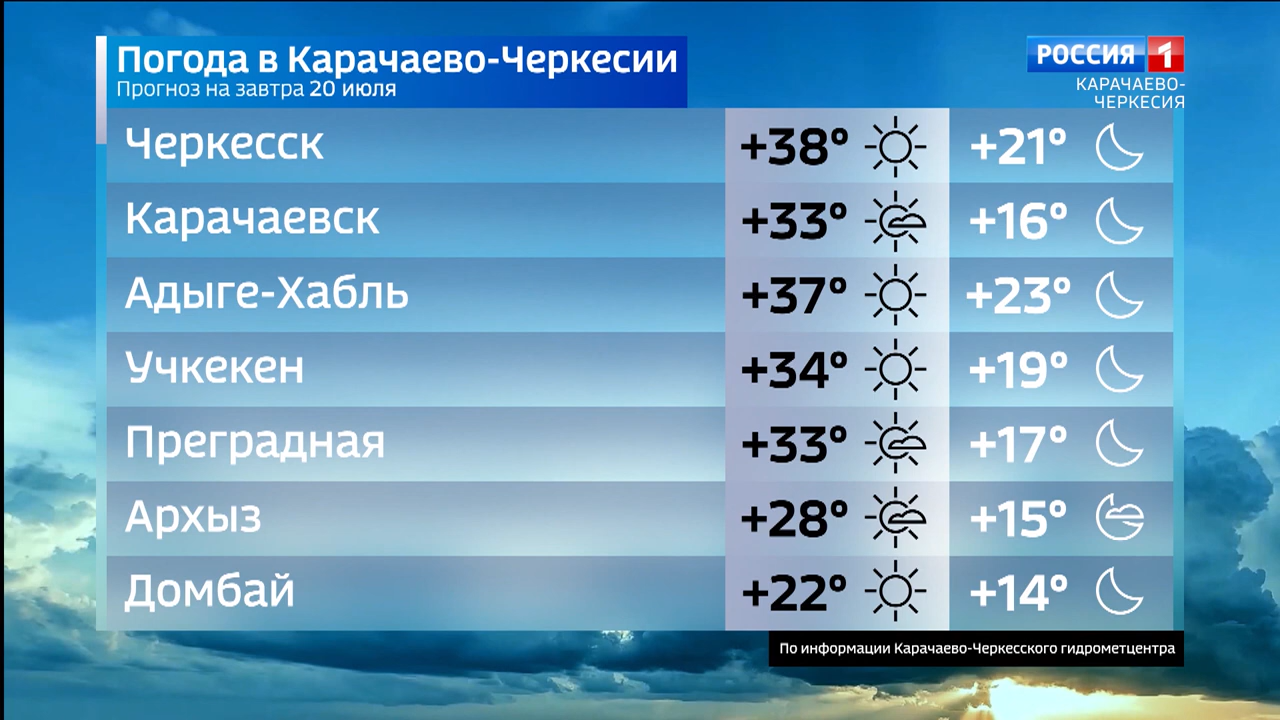 Погода в Карачаево-Черкесии
Прогноз на завтра 20 июля
РОССИЯ 1
КАРАЧАЕВО-
ЧЕРКЕСИЯ
Черкесск +38° +21°
Карачаевск +33° +16°
Адыге-Хабль +37° +23°
Учкекен +34° +19°
Преградная +33° +17°
Архыз +28° +15°
Домбай +22° +14°
По информации Карачаево-Черкесского гидрометцентра